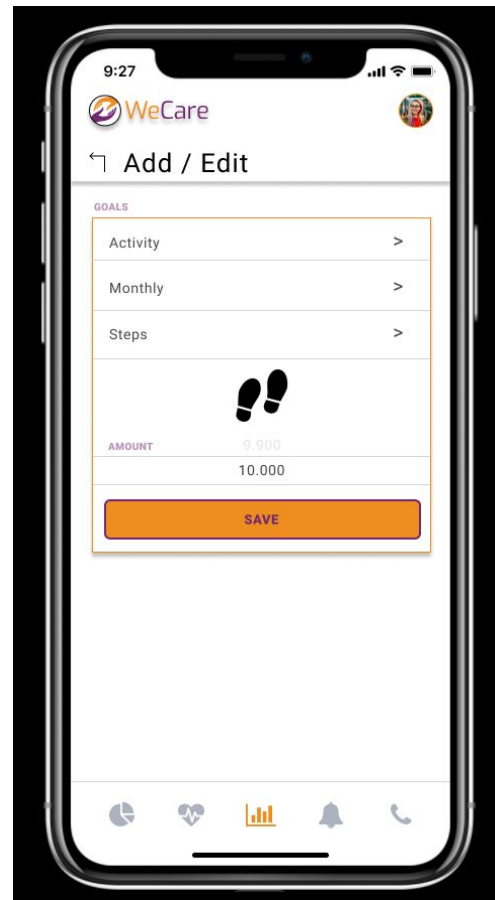 9:27
WeCare
Add / Edit
GOALS
Activity >
Monthly >
Steps >
AMOUNT 9.900
10.000
SAVE